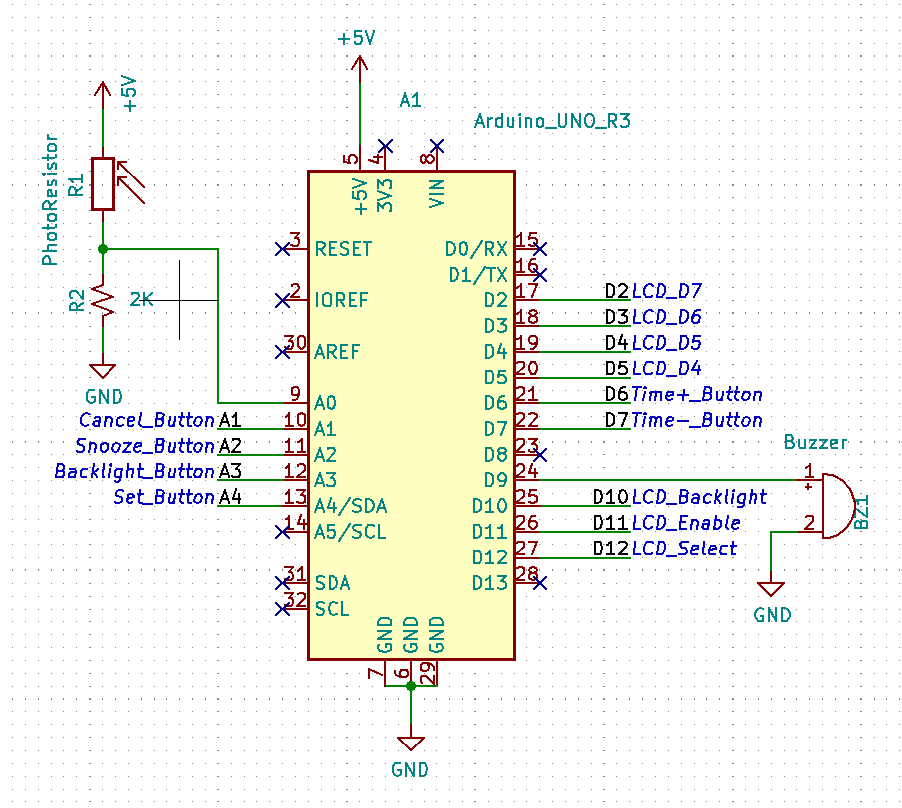 +5V
A1
Arduino_UNO_R3
+5V
PhotoResistor
R1
R2
2K
GND
5
4
8
+5V
3V3
VIN
3
RESET
D0/RX
15
D1/TX
16
2
IOREF
D2
17
D2
LCD_D7
D3
18
D3
LCD_D6
30
AREF
D4
19
D4
LCD_D5
D5
20
D5
LCD_D4
9
A0
D6
21
D6
Time+_Button
Cancel_Button
A1
10
A1
D7
22
D7
Time-_Button
Snooze_Button
A2
11
A2
D8
23
Buzzer
Backlight_Button
A3
12
A3
D9
24
1
+
Set_Button
A4
13
A4/SDA
D10
25
D10
LCD_Backlight
BZ1
14
A5/SCL
D11
26
D11
LCD_Enable
2
D12
27
D12
LCD_Select
31
SDA
D13
28
32
SCL
GND
GND
GND
GND
7
6
29
GND